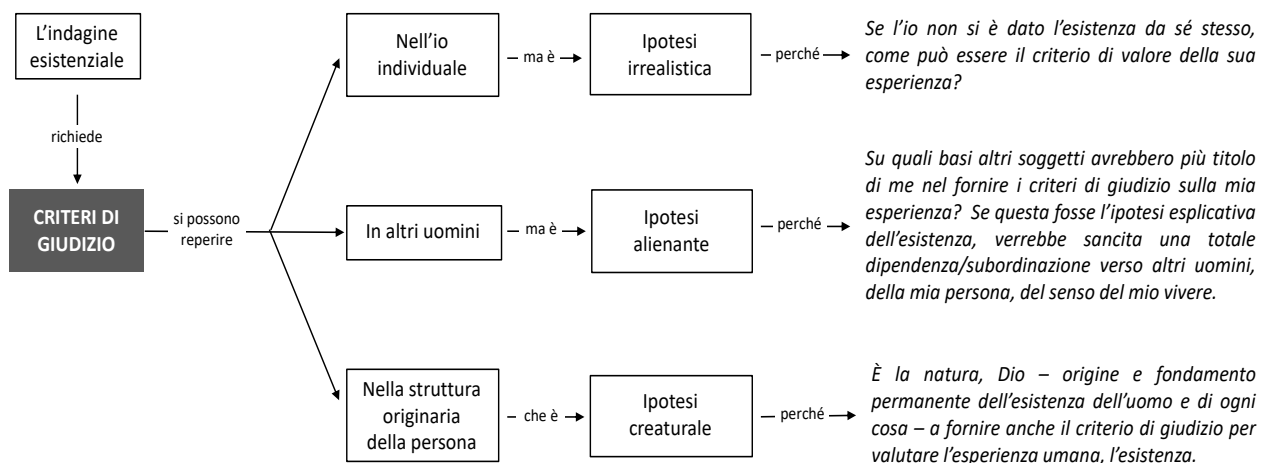 L’indagine
esistenziale
richiede
CRITERI DI
GIUDIZIO
si possono
reperire
Nell’io
individuale
ma è
Ipotesi
irrealistica
perché
Se l’io non si è dato l’esistenza da sé stesso,
come può essere il criterio di valore della sua
esperienza?
In altri uomini
ma è
Ipotesi
alienante
perché
Su quali basi altri soggetti avrebbero più titolo
di me nel fornire i criteri di giudizio sulla mia
esperienza? Se questa fosse l’ipotesi esplicativa
dell’esistenza, verrebbe sancita una totale
dipendenza/subordinazione verso altri uomini,
della mia persona, del senso del mio vivere.
Nella struttura
originaria
della persona
che è
Ipotesi
creaturale
perché
È la natura, Dio – origine e fondamento
permanente dell’esistenza dell’uomo e di ogni
cosa – a fornire anche il criterio di giudizio per
valutare l’esperienza umana, l’esistenza.